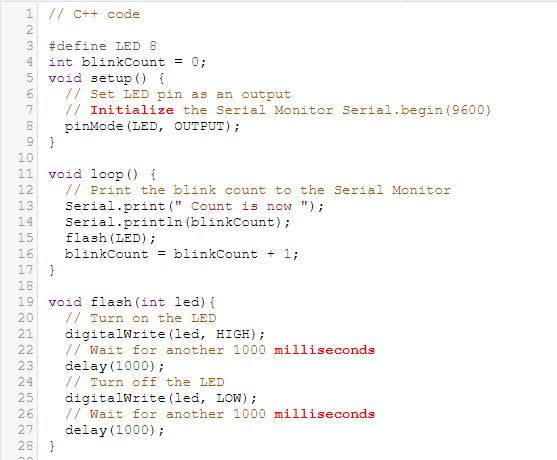 1 // C++ code
2
3 #define LED 8
4 int blinkCount = 0;
5 void setup() {
6   // Set LED pin as an output
7   // Initialize the Serial Monitor Serial.begin(9600)
8   pinMode(LED, OUTPUT);
9 }
10
11 void loop() {
12   // Print the blink count to the Serial Monitor
13   Serial.print(" Count is now ");
14   Serial.println(blinkCount);
15   flash(LED);
16   blinkCount = blinkCount + 1;
17 }
18
19 void flash(int led){
20   // Turn on the LED
21   digitalWrite(led, HIGH);
22   // Wait for another 1000 milliseconds
23   delay(1000);
24   // Turn off the LED
25   digitalWrite(led, LOW);
26   // Wait for another 1000 milliseconds
27   delay(1000);
28 }